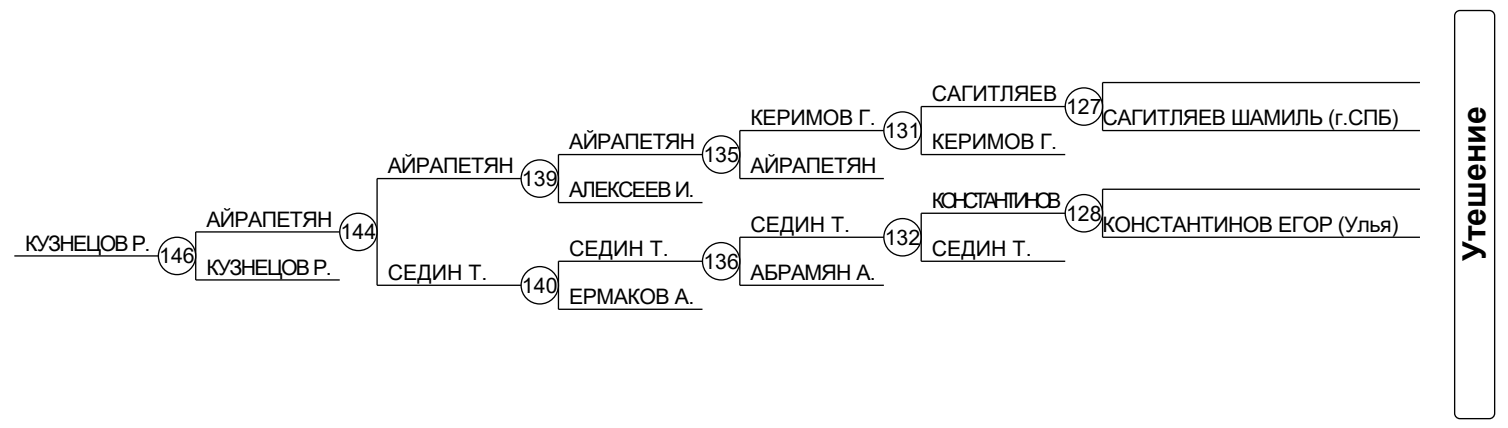 САГИТЛЯЕВ
127
САГИТЛЯЕВ ШАМИЛЬ (г.СПБ)
КЕРИМОВ Г.
131
КЕРИМОВ Г.
АЙРАПЕТЯН
135
АЙРАПЕТЯН
АЙРАПЕТЯН
139
АЛЕКСЕЕВ И.
КОНСТАНТИНОВ
128
КОНСТАНТИНОВ ЕГОР (Улья)
АЙРАПЕТЯН
144
СЕДИН Т.
132
СЕДИН Т.
КУЗНЕЦОВ Р.
146
КУЗНЕЦОВ Р.
СЕДИН Т.
136
АБРАМЯН А.
СЕДИН Т.
140
ЕРМАКОВ А.
Утешение